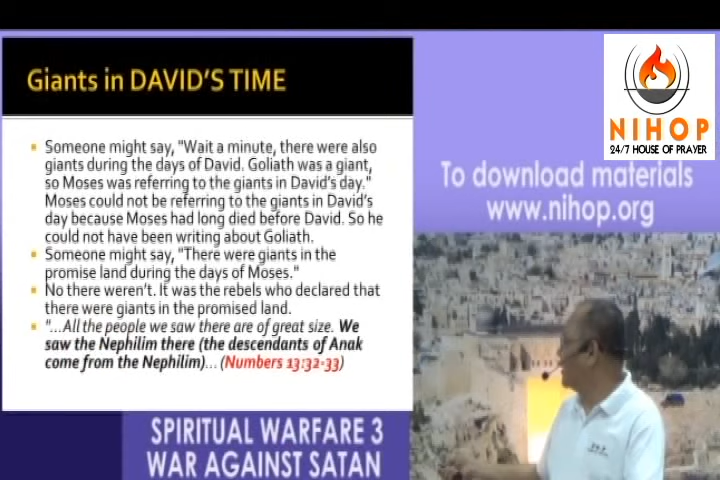 Giants in DAVID'S TIME
Someone might say, "Wait a minute, there were also
giants during the days of David. Goliath was a giant,
so Moses was referring to the giants in David's day."
Moses could not be referring to the giants in David's
day because Moses had long died before David. So he
could not have been writing about Goliath.
Someone might say, "There were giants in the
promise land during the days of Moses."
No there weren't. It was the rebels who declared that
there were giants in the promised land.
"...All the people we saw there are of great size. We
saw the Nephilim there (the descendants of Anak
come from the Nephilim)... (Numbers 13:32-33)
NIHOP
24/7 HOUSE OF PRAYER
To download materials
www.nihop.org
SPIRITUAL WARFARE 3
WAR AGAINST SATAN